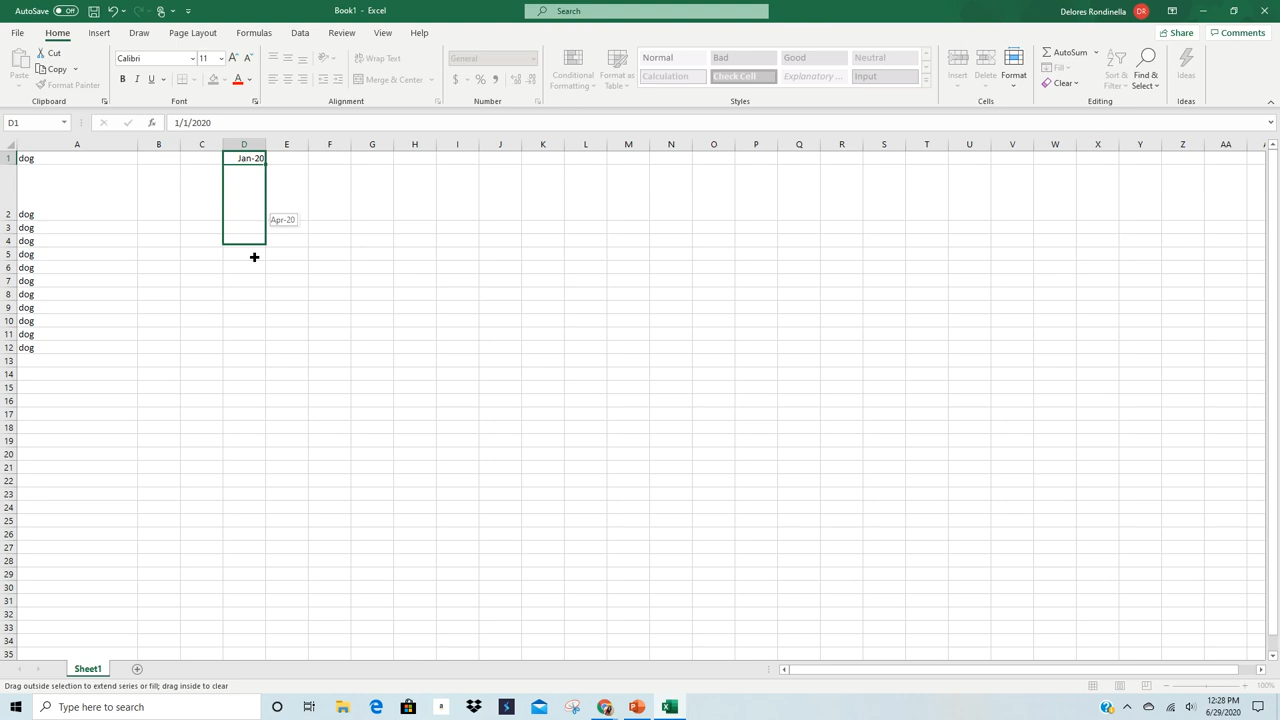 AutoSave Off
Book1 - Excel
Search
Delores Rondinella DR
File Home Insert Draw Page Layout Formulas Data Review View Help
Share Comments
Paste
Cut
Copy
Format Painter
Clipboard
Calibri 11
B I U A
Font
Wrap Text
Merge & Center
Alignment
General
$ % ,
Number
Conditional Formatting
Format as Table
Normal Bad Good Neutral
Calculation Check Cell Explanatory ... Input
Styles
Insert Delete Format
Cells
AutoSum
Fill
Clear
Sort & Filter
Find & Select
Editing
Ideas
Ideas
D1 fx 1/1/2020
A B C D E F G H I J K L M N O P Q R S T U V W X Y Z AA
1 dog Jan-20
2 dog
Apr-20
3 dog
4 dog
5 dog
6 dog
7 dog
8 dog
9 dog
10 dog
11 dog
12 dog
13
14
15
16
17
18
19
20
21
22
23
24
25
26
27
28
29
30
31
32
33
34
35
Sheet1
Drag outside selection to extend series or fill; drag inside to clear
100%
Type here to search
12:28 PM
6/29/2020